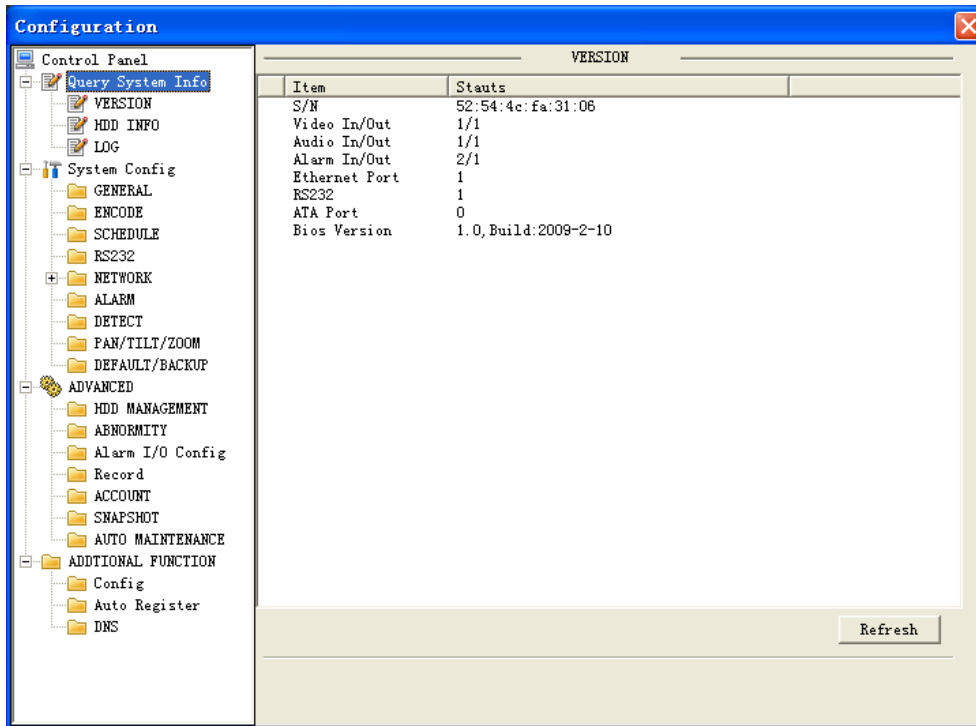 Configuration
Control Panel
Query System Info
VERSION
HDD INFO
LOG
System Config
GENERAL
ENCODE
SCHEDULE
RS232
NETWORK
ALARM
DETECT
PAN/TILT/ZOOM
DEFAULT/BACKUP
ADVANCED
HDD MANAGEMENT
ABNORMITY
Alarm I/O Config
Record
ACCOUNT
SNAPSHOT
AUTO MAINTENANCE
ADDTIONAL FUNCTION
Config
Auto Register
DNS
VERSION
Item Stauts
S/N 52:54:4c:fa:31:06
Video In/Out 1/1
Audio In/Out 1/1
Alarm In/Out 2/1
Ethernet Port 1
RS232 1
ATA Port 0
Bios Version 1.0,Build:2009-2-10
Refresh